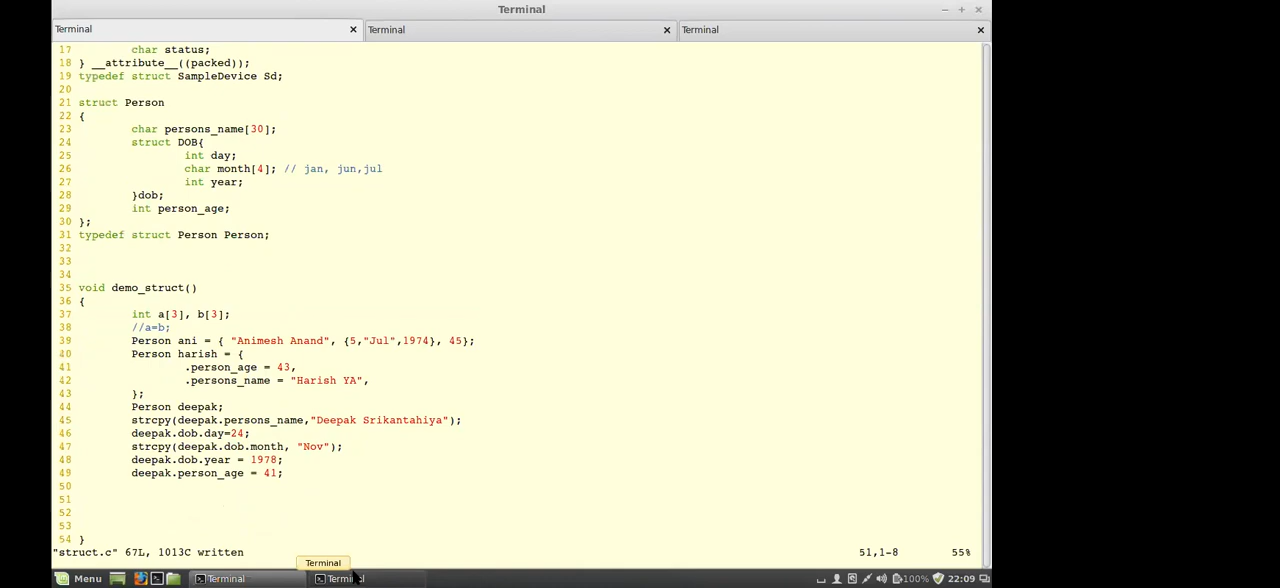 Terminal
Terminal
Terminal
Terminal
17 char status;
18 } __attribute__((packed));
19 typedef struct SampleDevice Sd;
20
21 struct Person
22 {
23 char persons_name[30];
24 struct DOB{
25 int day;
26 char month[4]; // jan, jun,jul
27 int year;
28 }dob;
29 int person_age;
30 };
31 typedef struct Person Person;
32
33
34
35 void demo_struct()
36 {
37 int a[3], b[3];
38 //a=b;
39 Person ani = { "Animesh Anand", {5,"Jul",1974}, 45};
40 Person harish = {
41 .person_age = 43,
42 .persons_name = "Harish YA",
43 };
44 Person deepak;
45 strcpy(deepak.persons_name,"Deepak Srikantahiya");
46 deepak.dob.day=24;
47 strcpy(deepak.dob.month, "Nov");
48 deepak.dob.year = 1978;
49 deepak.person_age = 41;
50
51
52
53
54 }
"struct.c" 67L, 1013C written 51,1-8 55%
Terminal
Menu Terminal Terminal 100% 22:09